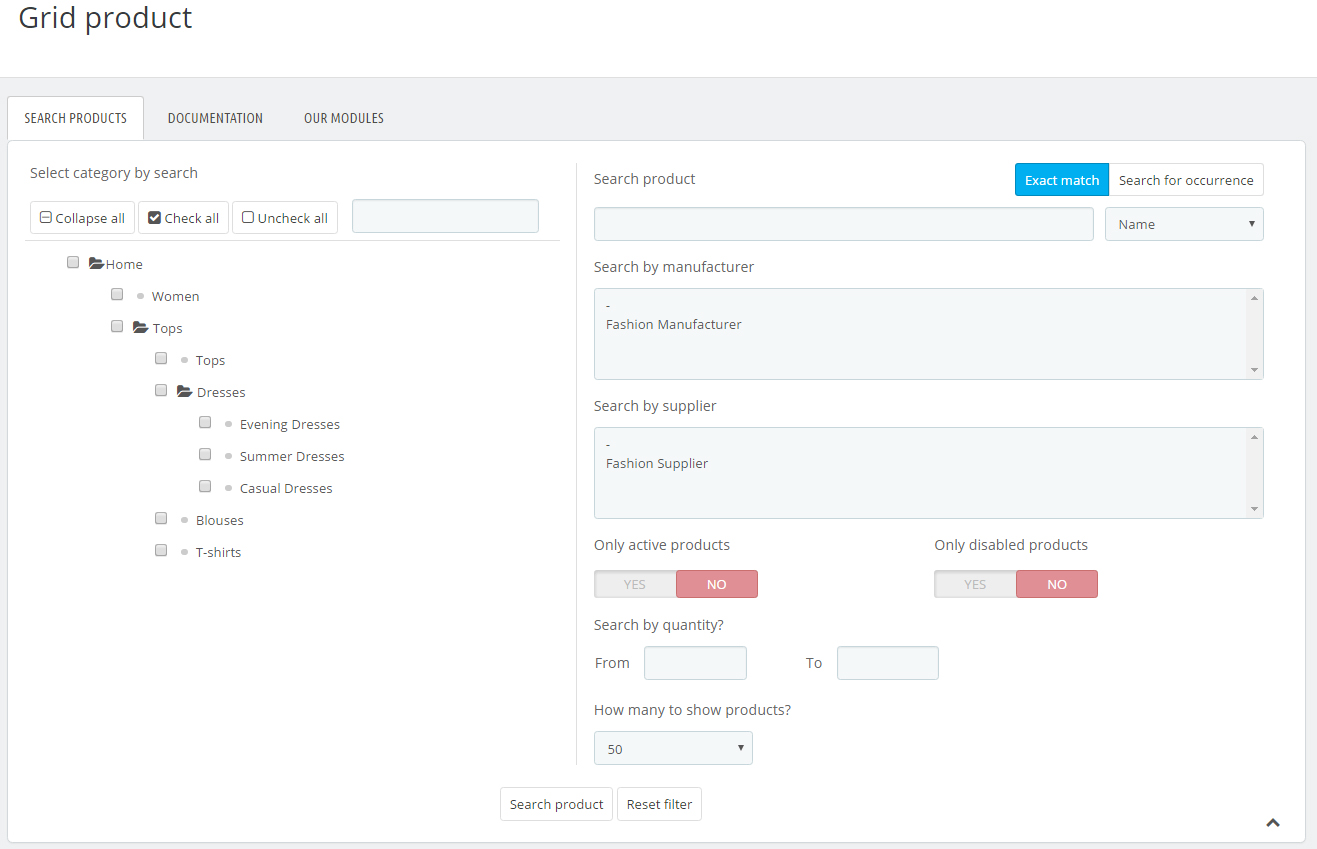 Grid product
SEARCH PRODUCTS DOCUMENTATION OUR MODULES
Select category by search
Collapse all Check all Uncheck all
Home
Women
Tops
Tops
Dresses
Evening Dresses
Summer Dresses
Casual Dresses
Blouses
T-shirts
Search product Exact match Search for occurrence
Name
Search by manufacturer
-
Fashion Manufacturer
Search by supplier
-
Fashion Supplier
Only active products Only disabled products
YES NO YES NO
Search by quantity?
From To
How many to show products?
50
Search product Reset filter